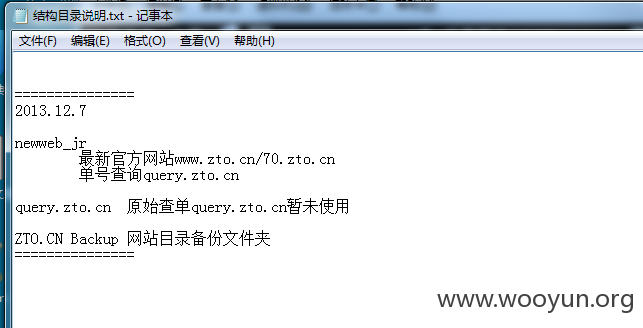 结构目录说明.txt - 记事本
文件(F) 编辑(E) 格式(O) 查看(V) 帮助(H)
===============
2013.12.7
newweb_jr
最新官方网站www.zto.cn/70.zto.cn
单号查询query.zto.cn
query.zto.cn 原始查单query.zto.cn暂未使用
ZTO.CN Backup 网站目录备份文件夹
===============
www.wooyun.org